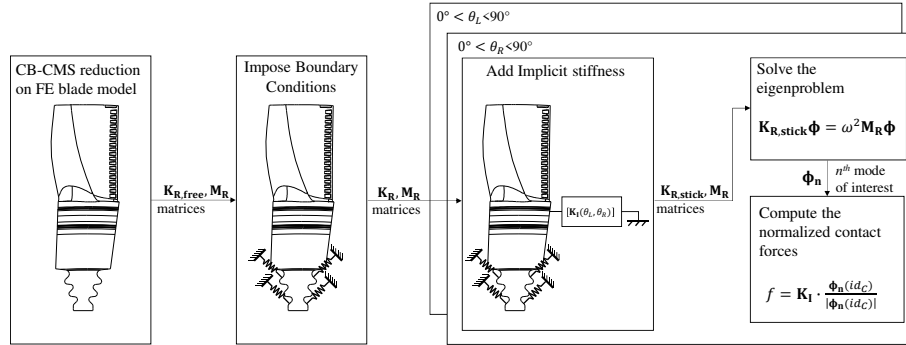 0° < θ_L<90°
0° < θ_R<90°
CB-CMS reduction
on FE blade model
K_R,free, M_R
matrices
Impose Boundary
Conditions
K_R, M_R
matrices
Add Implicit stiffness
[K_I(θ_L, θ_R)]
K_R,stick, M_R
matrices
Solve the
eigenproblem
K_R,stick ϕ = ω² M_R ϕ
ϕ_n
nᵗʰ mode
of interest
Compute the
normalized contact
forces
f = K_I · ϕ_n(id_C) / |ϕ_n(id_C)|